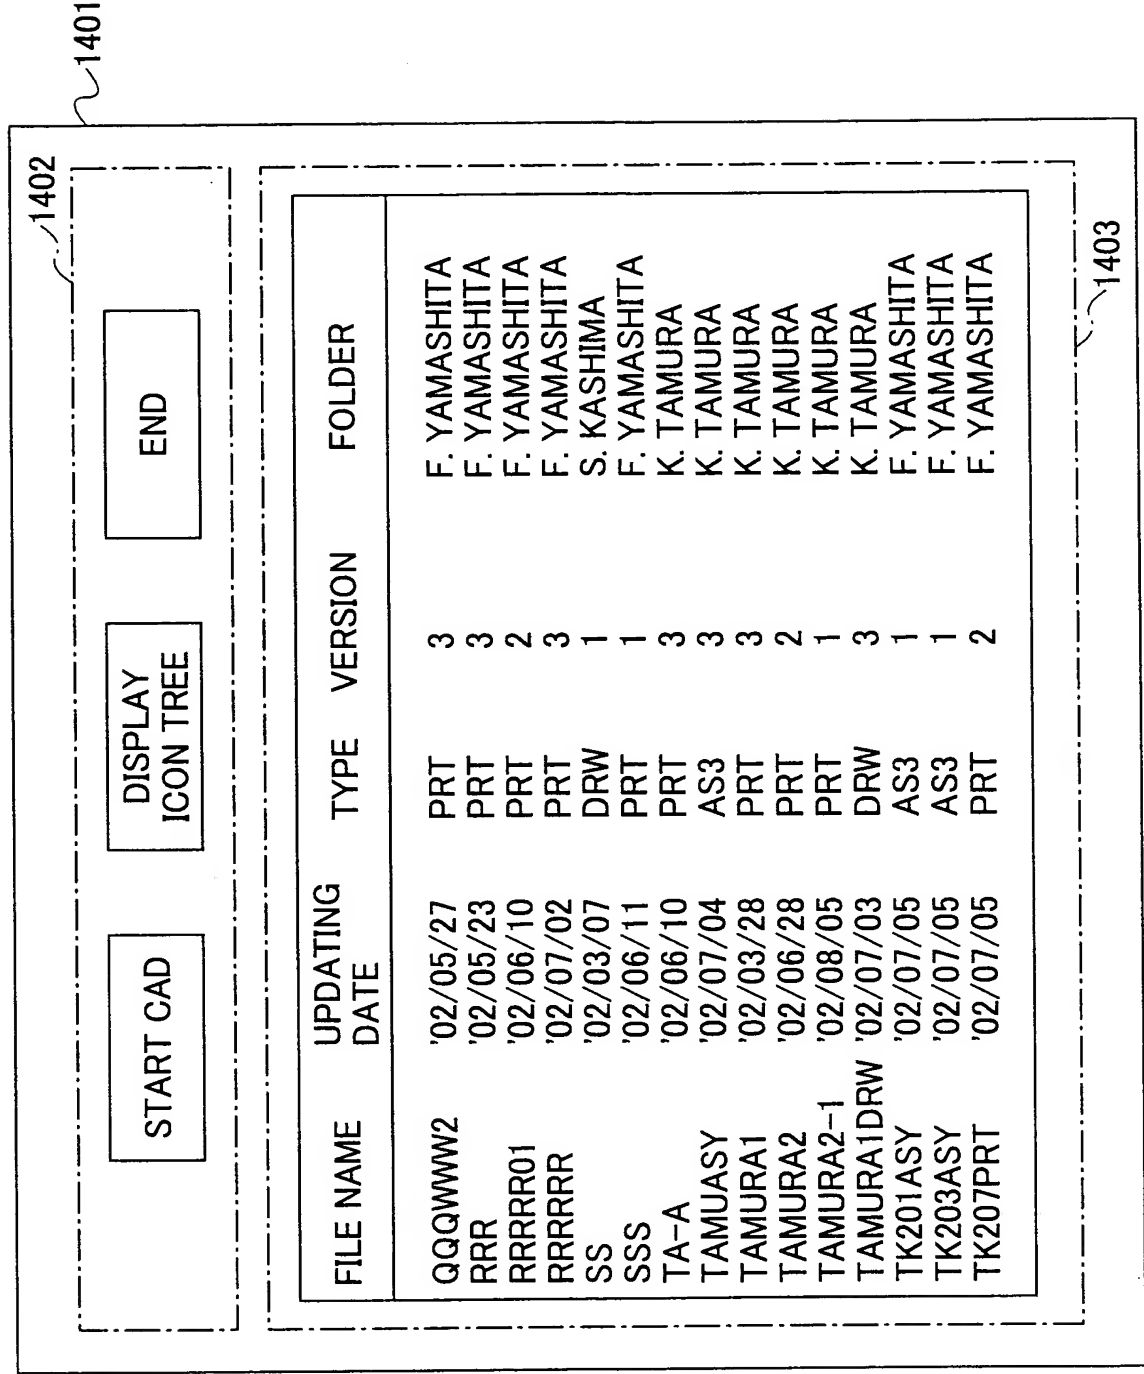 1401
1402
START CAD
DISPLAY
ICON TREE
END
FILE NAME UPDATING DATE TYPE VERSION FOLDER
QQQWWW2 '02/05/27 PRT 3 F. YAMASHITA
RRR '02/05/23 PRT 3 F. YAMASHITA
RRRRR01 '02/06/10 PRT 2 F. YAMASHITA
RRRRRR '02/07/02 PRT 3 F. YAMASHITA
SS '02/03/07 DRW 1 S. KASHIMA
SSS '02/06/11 PRT 1 F. YAMASHITA
TA-A '02/06/10 PRT 3 K. TAMURA
TAMUASY '02/07/04 AS3 3 K. TAMURA
TAMURA1 '02/03/28 PRT 3 K. TAMURA
TAMURA2 '02/06/28 PRT 2 K. TAMURA
TAMURA2-1 '02/08/05 PRT 1 K. TAMURA
TAMURA1DRW '02/07/03 DRW 3 K. TAMURA
TK201ASY '02/07/05 AS3 1 F. YAMASHITA
TK203ASY '02/07/05 AS3 1 F. YAMASHITA
TK207PRT '02/07/05 PRT 2 F. YAMASHITA
1403